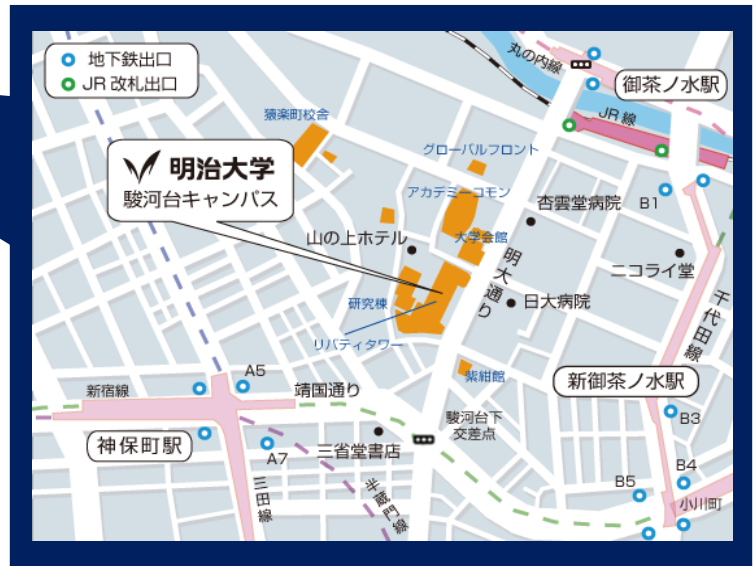 地下鉄出口
JR 改札出口
丸の内線
御茶ノ水駅
JR 線
猿楽町校舎
グローバルフロント
明治大学
駿河台キャンパス
アカデミーコモン
杏雲堂病院
B1
山の上ホテル
大学会館
明大通り
ニコライ堂
研究棟
日大病院
千代田線
リバティタワー
A5
新宿線
靖国通り
紫紺館
新御茶ノ水駅
駿河台下
交差点
B3
神保町駅
A7
三省堂書店
三田線
半蔵門線
B5
B4
小川町